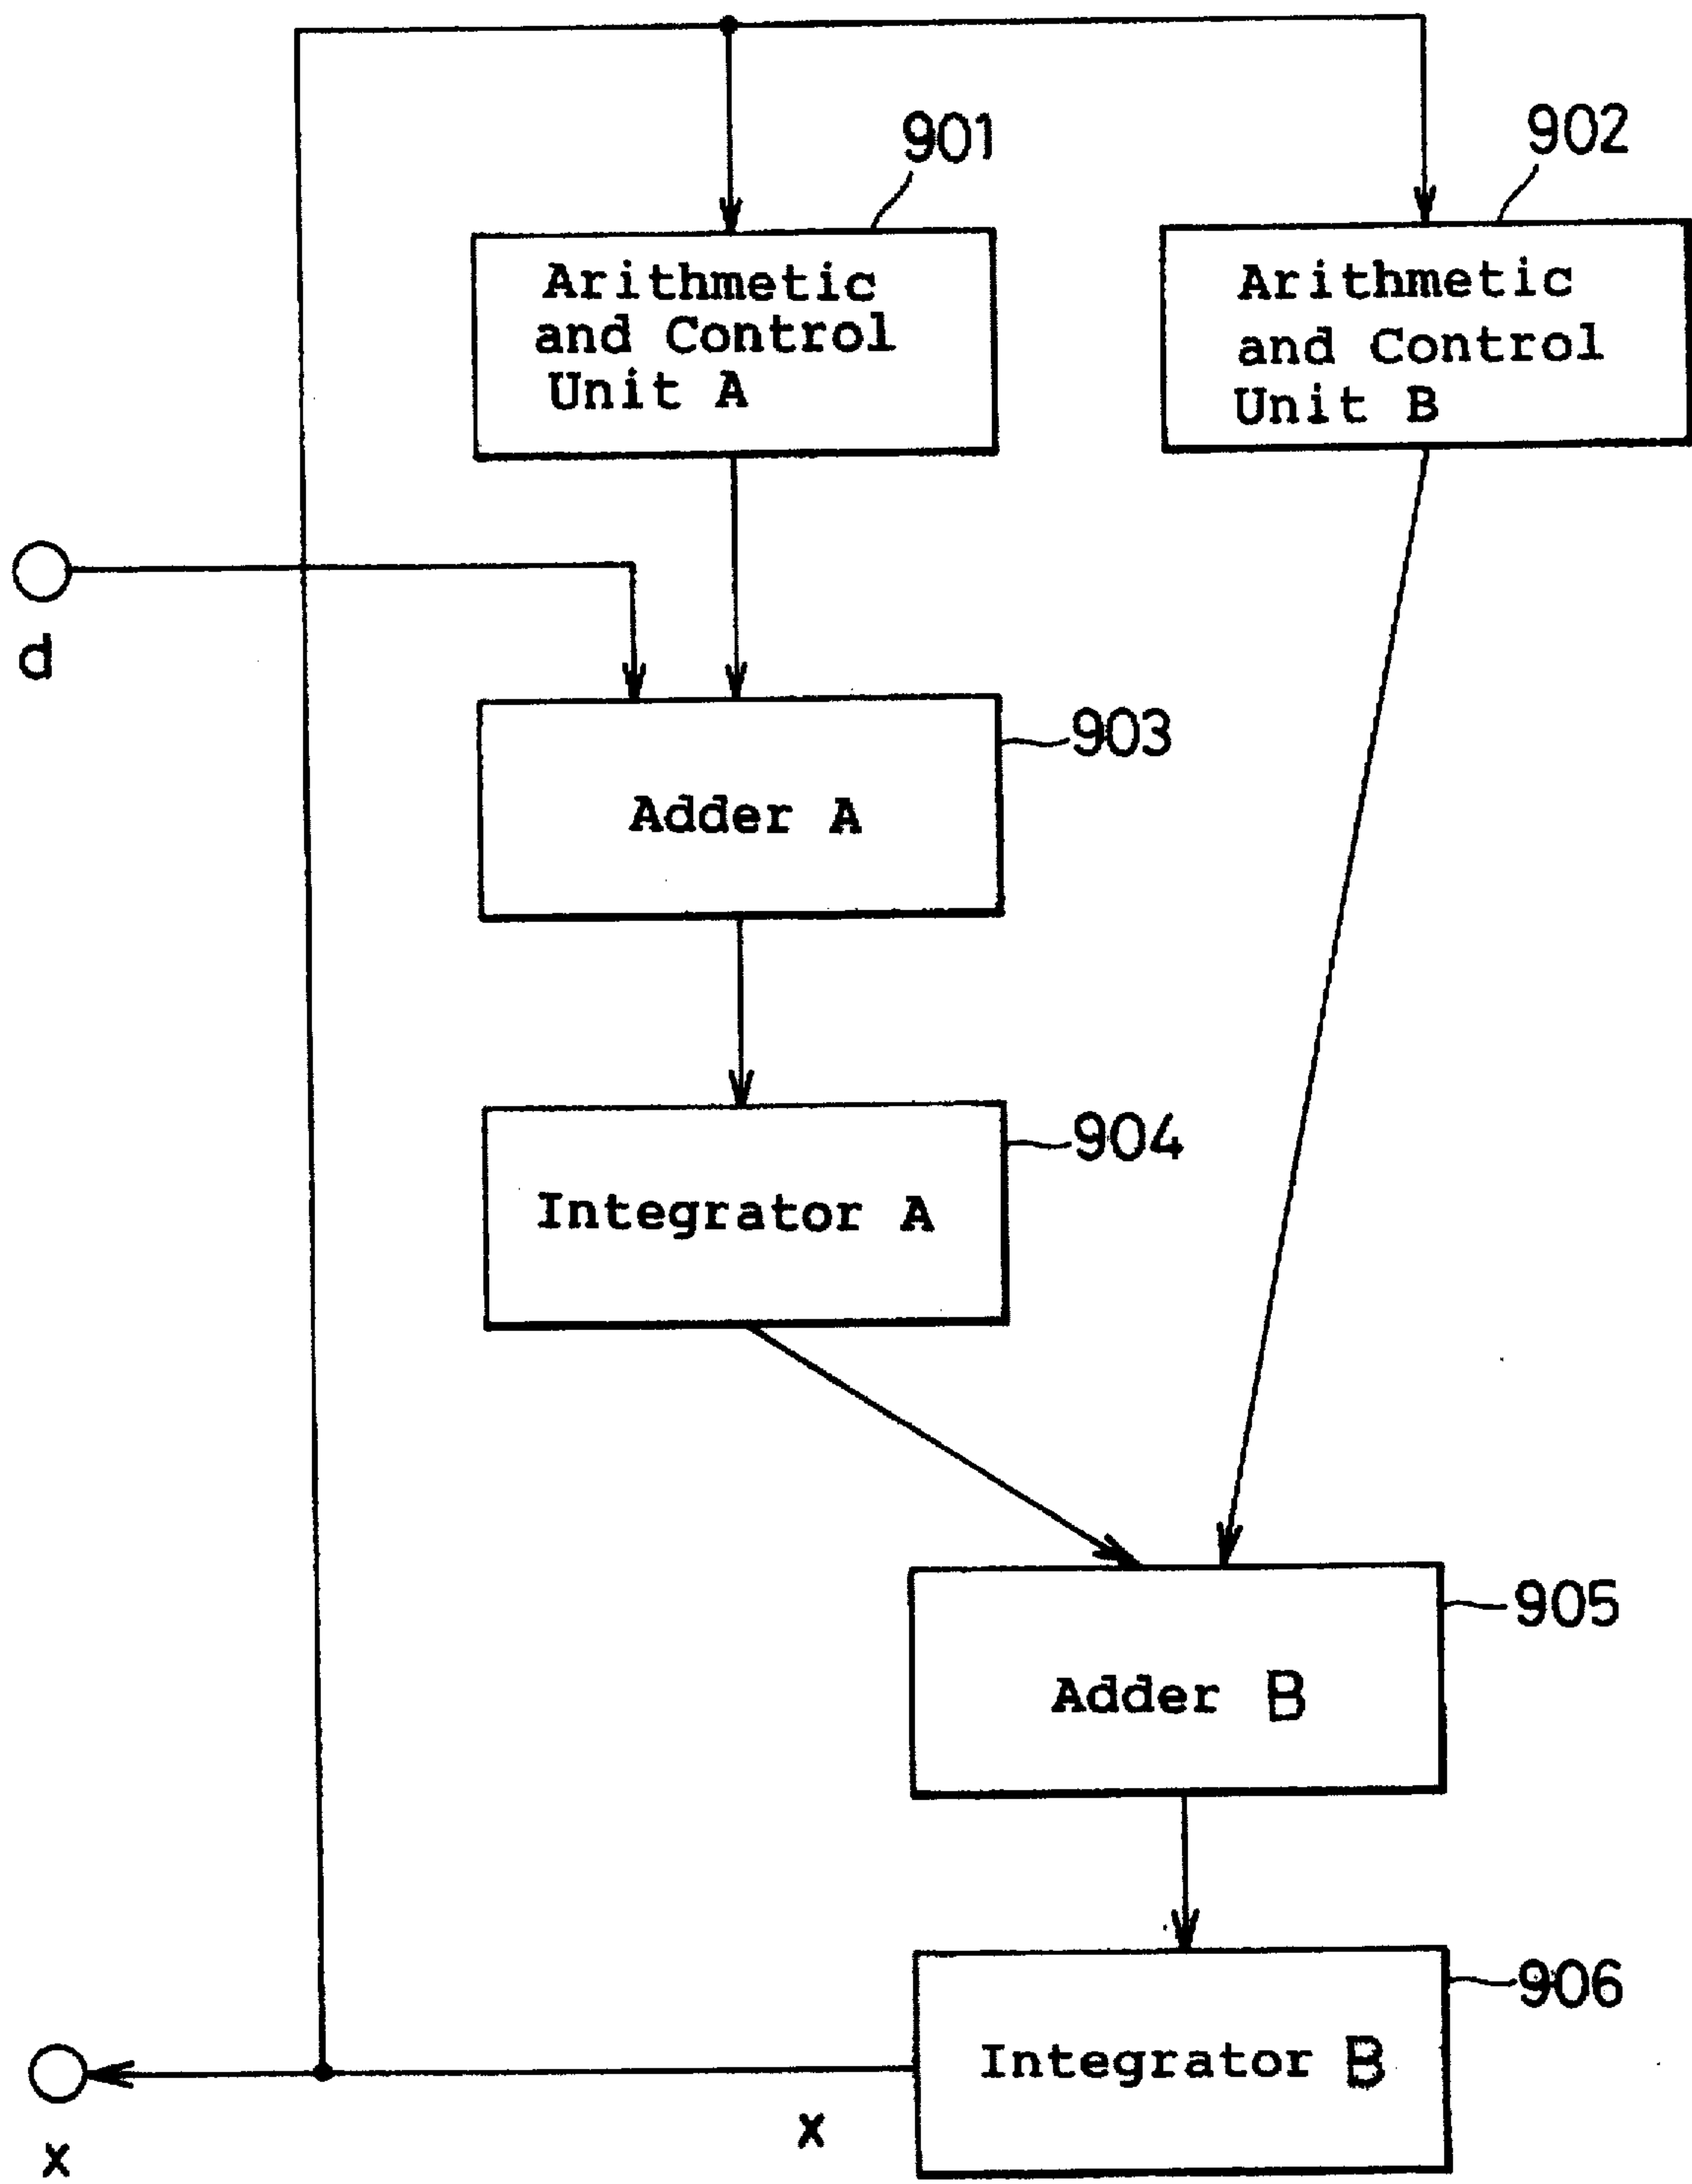 901
902
Arithmetic
and Control
Unit A
Arithmetic
and Control
Unit B
d
903
Adder A
904
Integrator A
905
Adder B
906
Integrator B
x
x